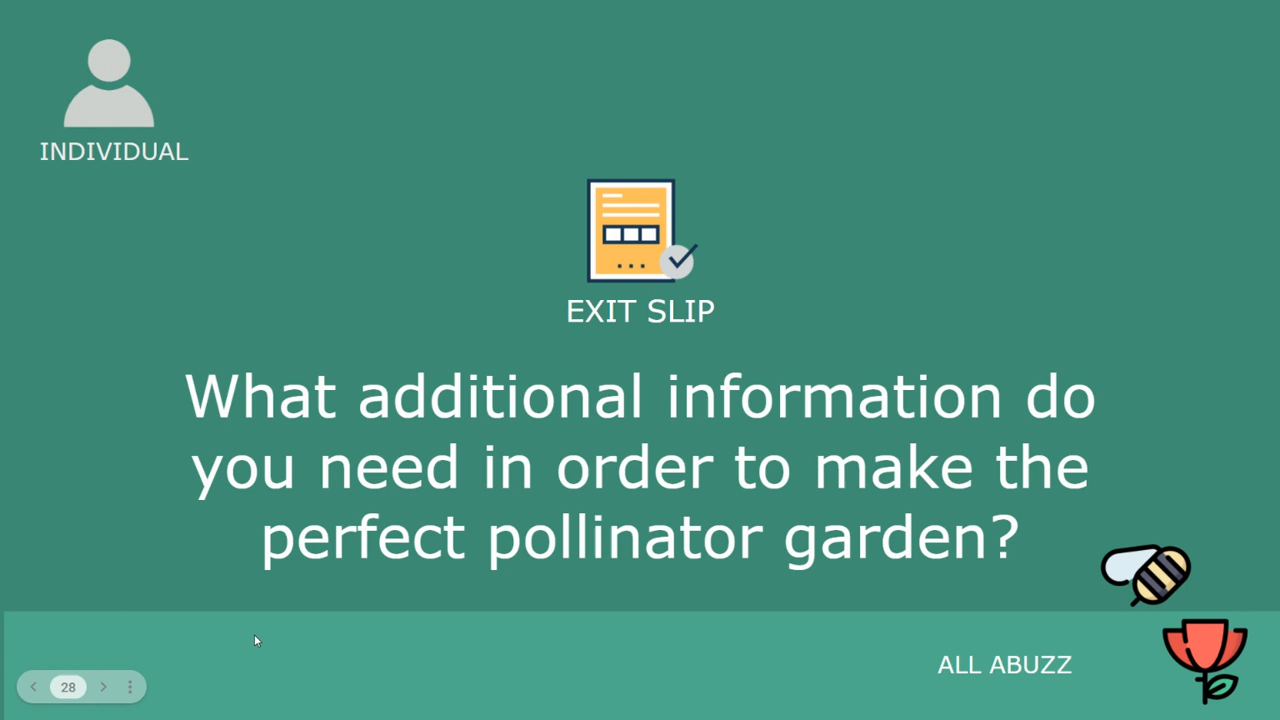 INDIVIDUAL
EXIT SLIP
What additional information do
you need in order to make the
perfect pollinator garden?
ALL ABUZZ
28